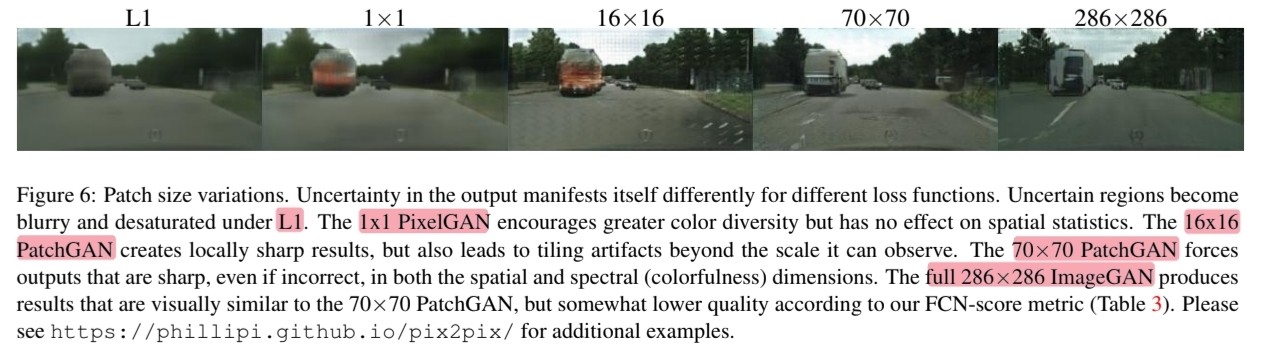 L1 1×1 16×16 70×70 286×286
Figure 6: Patch size variations. Uncertainty in the output manifests itself differently for different loss functions. Uncertain regions become
blurry and desaturated under L1. The 1x1 PixelGAN encourages greater color diversity but has no effect on spatial statistics. The 16x16
PatchGAN creates locally sharp results, but also leads to tiling artifacts beyond the scale it can observe. The 70×70 PatchGAN forces
outputs that are sharp, even if incorrect, in both the spatial and spectral (colorfulness) dimensions. The full 286×286 ImageGAN produces
results that are visually similar to the 70×70 PatchGAN, but somewhat lower quality according to our FCN-score metric (Table 3). Please
see https://phillipi.github.io/pix2pix/ for additional examples.